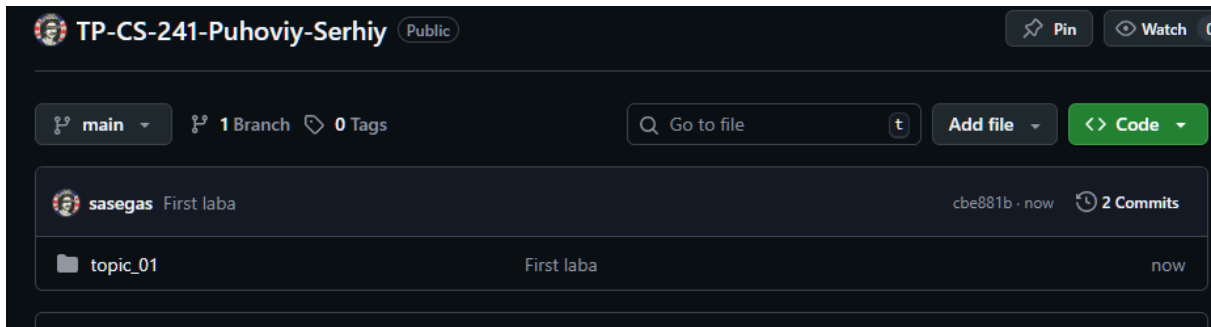 TP-CS-241-Puhoviy-Serhiy Public Pin Watch 0
main 1 Branch 0 Tags Go to file t Add file <> Code
sasegas First laba cbe881b · now 2 Commits
topic_01 First laba now